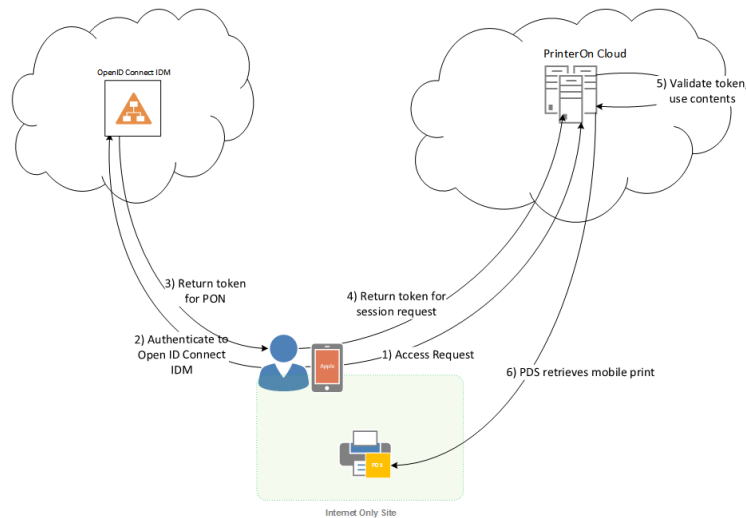 OpenID Connect IDM
PrinterOn Cloud
5) Validate token,
use contents
3) Return token
for PON
4) Return token for
session request
2) Authenticate to
Open ID Connect
IDM
1) Access Request
Apple
6) PDS retrieves mobile print
PDS
Internet Only Site